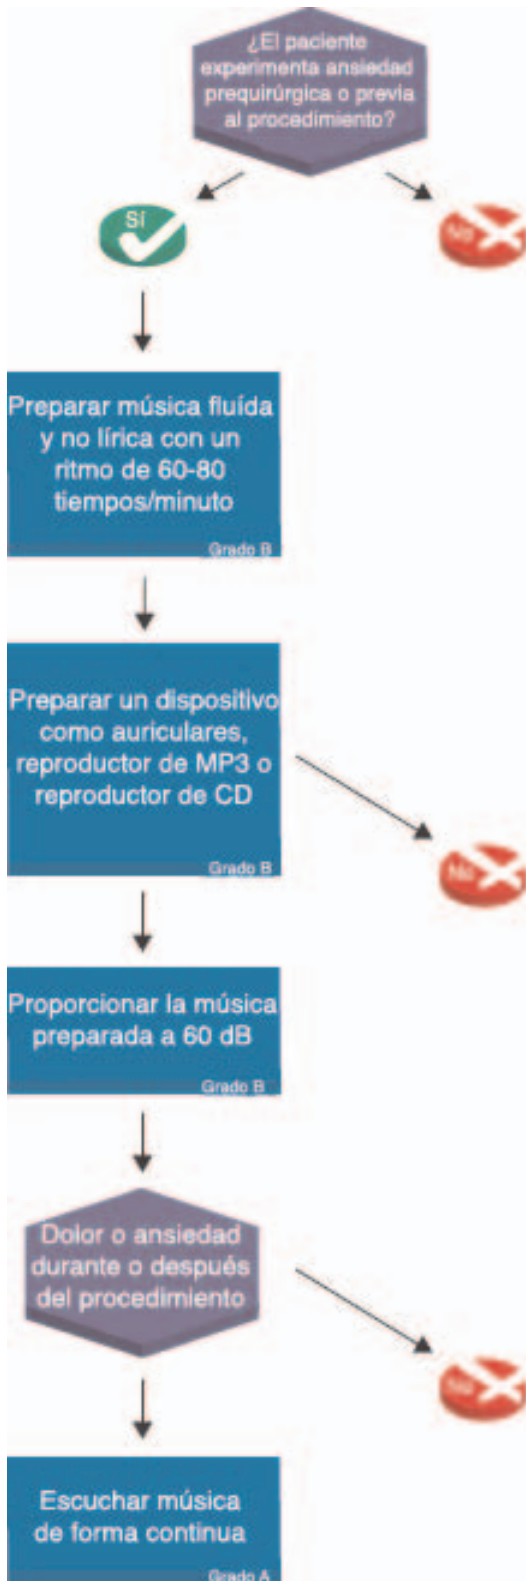 ¿El paciente
experimenta ansiedad
prequirúrgica o previa
al procedimiento?
Sí
No
Preparar música fluída
y no lírica con un
ritmo de 60-80
tiempos/minuto
Grado B
Preparar un dispositivo
como auriculares,
reproductor de MP3 o
reproductor de CD
Grado B
No
Proporcionar la música
preparada a 60 dB
Grado B
Dolor o ansiedad
durante o después
del procedimiento
No
Escuchar música
de forma continua
Grado A